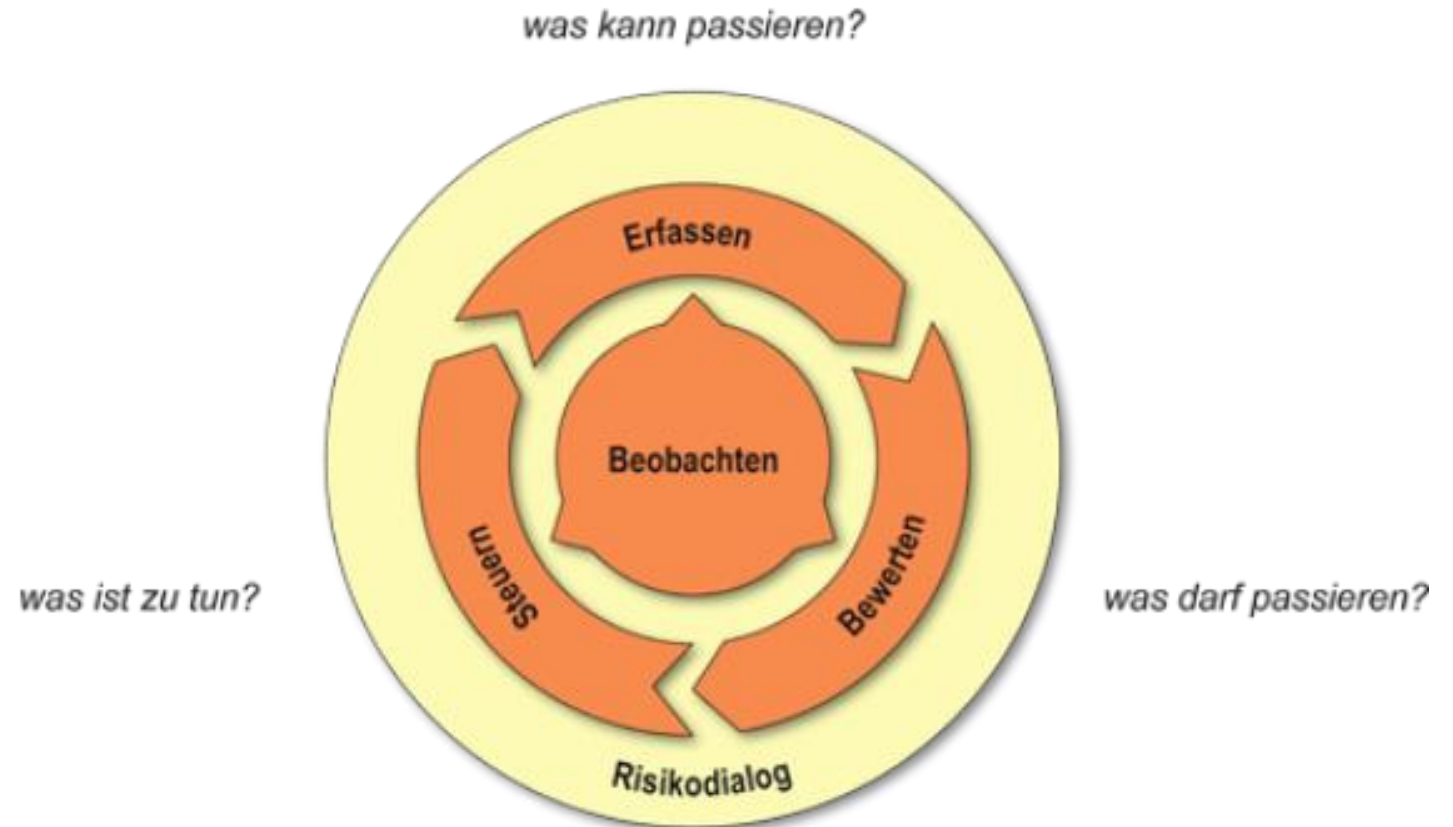 was kann passieren?
Erfassen
Beobachten
Steuern
Bewerten
was ist zu tun?
was darf passieren?
Risikodialog